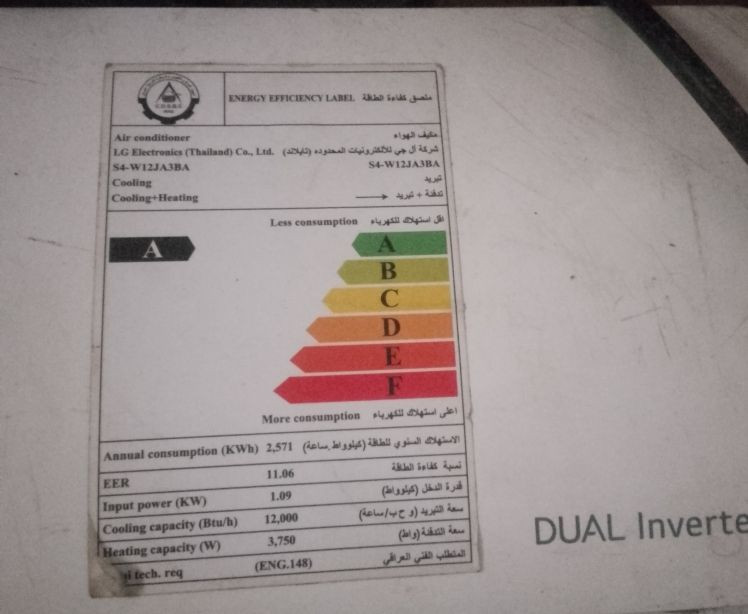 ENERGY EFFICIENCY LABEL ملصق كفاءة الطاقة
Air conditioner مكيف الهواء
LG Electronics (Thailand) Co., Ltd. شركة أل جي للألكترونيات المحدوده (تايلاند)
S4-W12JA3BA S4-W12JA3BA
Cooling تبريد
Cooling+Heating تدفئة + تبريد
Less consumption اقل استهلاك للكهرباء
A A
B
C
D
E
F
More consumption اعلى استهلاك للكهرباء
Annual consumption (KWh) 2,571 الاستهلاك السنوي للطاقة (كيلوواط.ساعة)
EER 11.06 نسبة كفاءة الطاقة
Input power (KW) 1.09 قدرة الدخل (كيلوواط)
Cooling capacity (Btu/h) 12,000 سعة التبريد (و ح ب/ساعة)
Heating capacity (W) 3,750 سعة التدفئة (واط)
tech. req (ENG.148) المتطلب الفني العراقي
DUAL Inverte